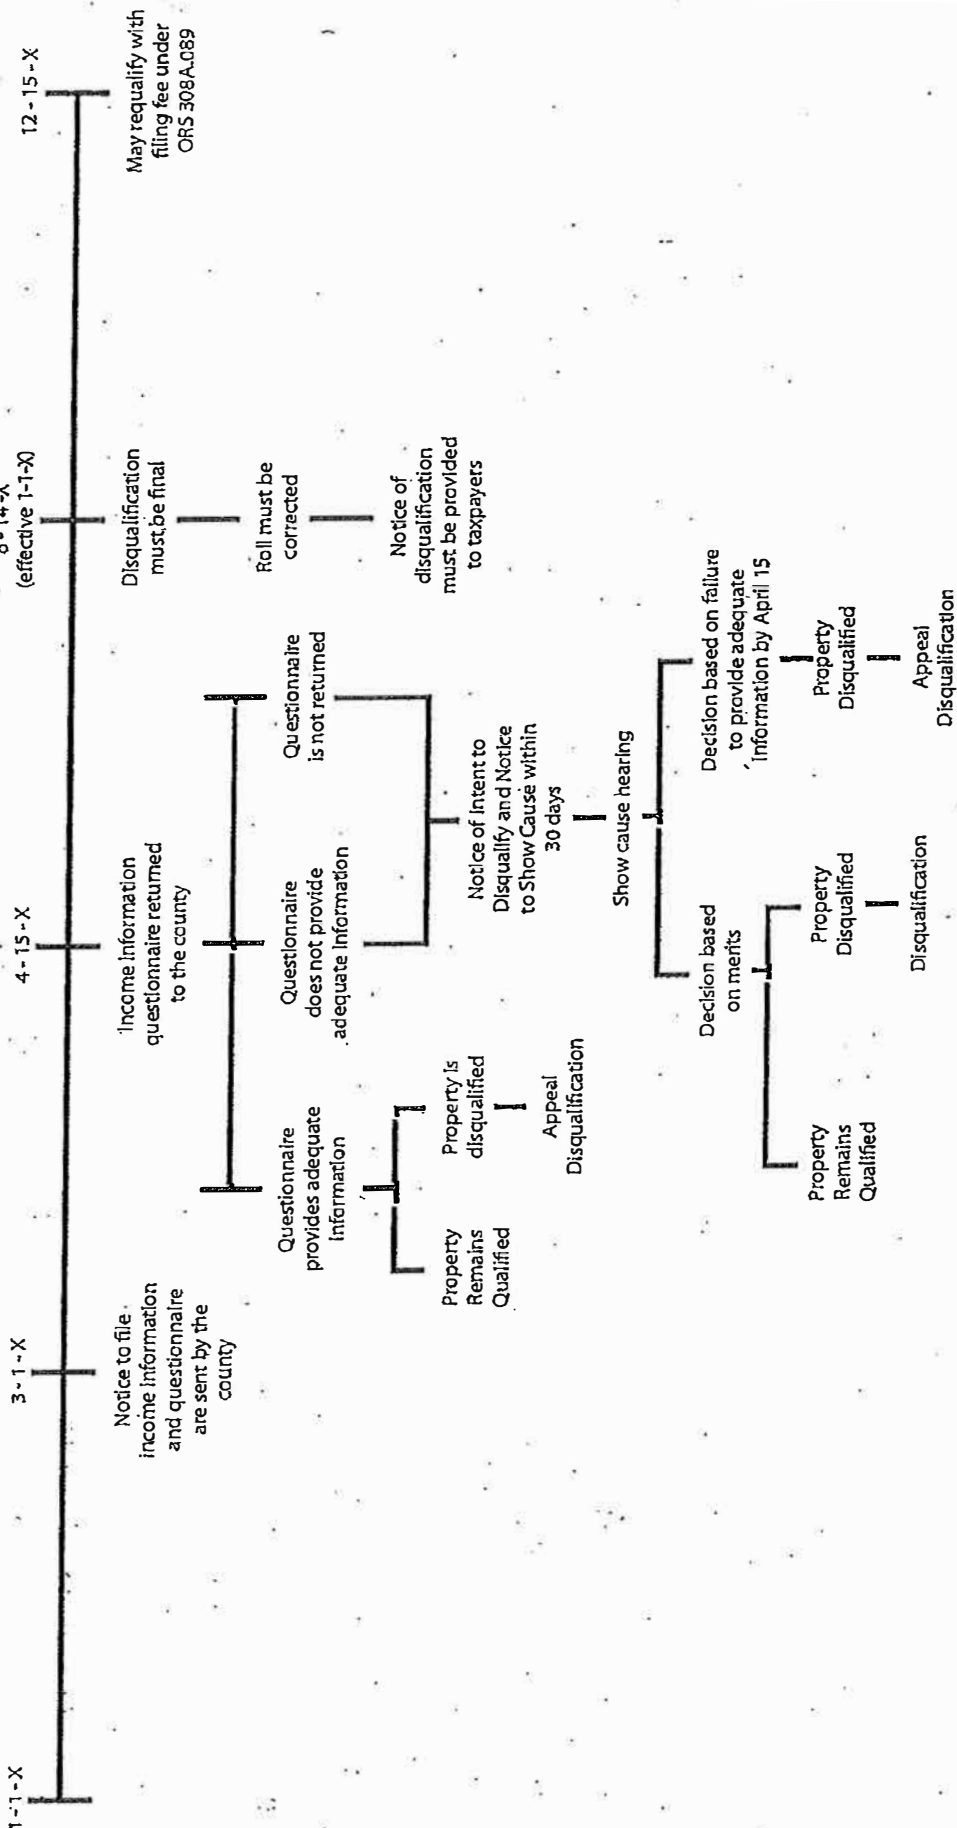 1-1-X
3-1-X
4-15-X
8-14-X
(effective 1-1-X)
12-15-X
Notice to file
income information
and questionnaire
are sent by the
county
Income Information
questionnaire returned
to the county
Disqualification
must be final
Roll must be
corrected
Notice of
disqualification
must be provided
to taxpayers
May requalify with
filing fee under
ORS 308A.089
Questionnaire
provides adequate
Information
Questionnaire
does not provide
adequate Information
Questionnaire
is not returned
Property
Remains
Qualified
Property is
disqualified
Appeal
Disqualification
Notice of Intent to
Disqualify and Notice
to Show Cause within
30 days
Show cause hearing
Decision based
on merits
Decision based on failure
to provide adequate
Information by April 15
Property
Remains
Qualified
Property
Disqualified
Disqualification
Property
Disqualified
Appeal
Disqualification